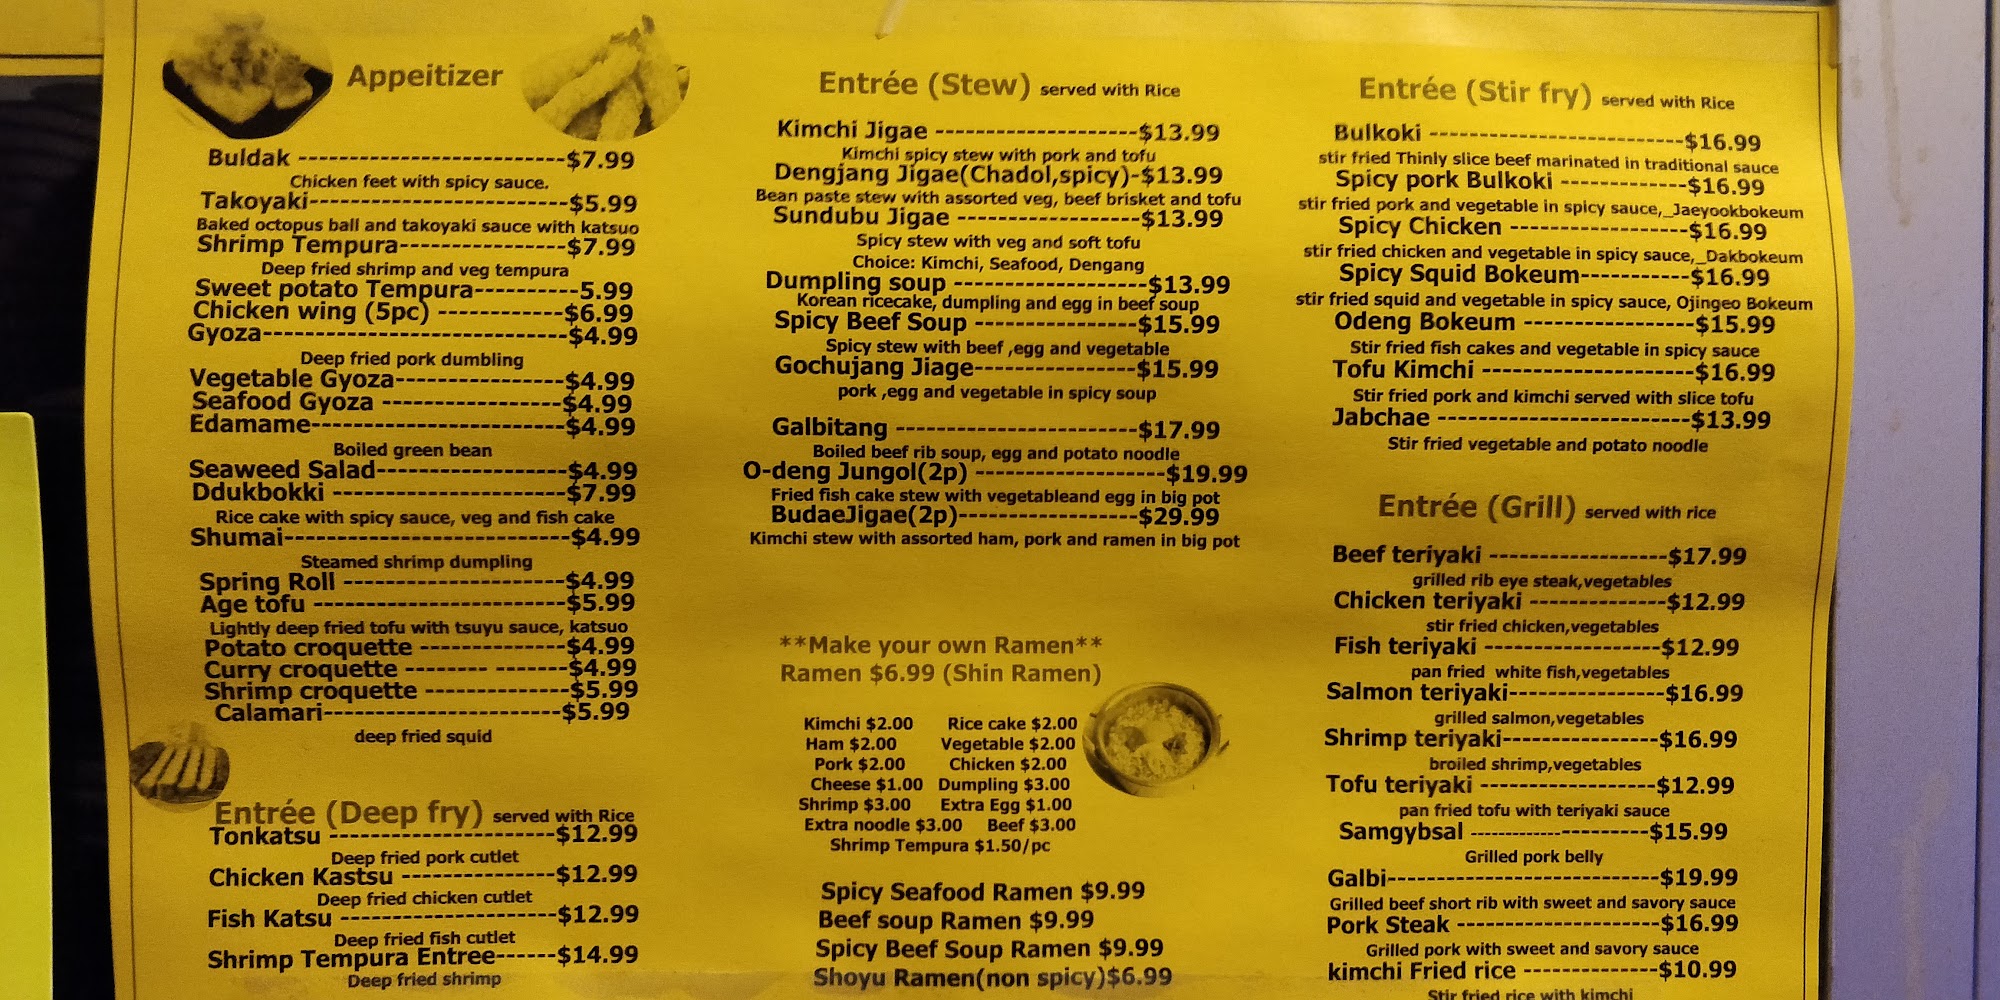 Appeitizer
Buldak --------------------------$7.99
Chicken feet with spicy sauce.
Takoyaki-------------------------$5.99
Baked octopus ball and takoyaki sauce with katsuo
Shrimp Tempura----------------$7.99
Deep fried shrimp and veg tempura
Sweet potato Tempura----------5.99
Chicken wing (5pc) ------------$6.99
Gyoza-----------------------------$4.99
Deep fried pork dumbling
Vegetable Gyoza----------------$4.99
Seafood Gyoza -----------------$4.99
Edamame------------------------$4.99
Boiled green bean
Seaweed Salad------------------$4.99
Ddukbokki ----------------------$7.99
Rice cake with spicy sauce, veg and fish cake
Shumai---------------------------$4.99
Steamed shrimp dumpling
Spring Roll ---------------------$4.99
Age tofu ------------------------$5.99
Lightly deep fried tofu with tsuyu sauce, katsuo
Potato croquette --------------$4.99
Curry croquette -------- -------$4.99
Shrimp croquette --------------$5.99
Calamari-----------------------$5.99
deep fried squid
Entrée (Deep fry) served with Rice
Tonkatsu ----------------------$12.99
Deep fried pork cutlet
Chicken Kastsu ---------------$12.99
Deep fried chicken cutlet
Fish Katsu ---------------------$12.99
Deep fried fish cutlet
Shrimp Tempura Entree------$14.99
Deep fried shrimp
Entrée (Stew) served with Rice
Kimchi Jigae --------------------$13.99
Kimchi spicy stew with pork and tofu
Dengjang Jigae(Chadol,spicy)-$13.99
Bean paste stew with assorted veg, beef brisket and tofu
Sundubu Jigae ------------------$13.99
Spicy stew with veg and soft tofu
Choice: Kimchi, Seafood, Dengang
Dumpling soup -------------------$13.99
Korean ricecake, dumpling and egg in beef soup
Spicy Beef Soup ----------------$15.99
Spicy stew with beef ,egg and vegetable
Gochujang Jiage----------------$15.99
pork ,egg and vegetable in spicy soup
Galbitang ------------------------$17.99
Boiled beef rib soup, egg and potato noodle
O-deng Jungol(2p) -------------------$19.99
Fried fish cake stew with vegetableand egg in big pot
BudaeJigae(2p)------------------$29.99
Kimchi stew with assorted ham, pork and ramen in big pot
**Make your own Ramen**
Ramen $6.99 (Shin Ramen)
Kimchi $2.00 Rice cake $2.00
Ham $2.00 Vegetable $2.00
Pork $2.00 Chicken $2.00
Cheese $1.00 Dumpling $3.00
Shrimp $3.00 Extra Egg $1.00
Extra noodle $3.00 Beef $3.00
Shrimp Tempura $1.50/pc
Spicy Seafood Ramen $9.99
Beef soup Ramen $9.99
Spicy Beef Soup Ramen $9.99
Shoyu Ramen(non spicy)$6.99
Entrée (Stir fry) served with Rice
Bulkoki -------------------------$16.99
stir fried Thinly slice beef marinated in traditional sauce
Spicy pork Bulkoki -------------$16.99
stir fried pork and vegetable in spicy sauce,_Jaeyookbokeum
Spicy Chicken ------------------$16.99
stir fried chicken and vegetable in spicy sauce,_Dakbokeum
Spicy Squid Bokeum-----------$16.99
stir fried squid and vegetable in spicy sauce, Ojingeo Bokeum
Odeng Bokeum -----------------$15.99
Stir fried fish cakes and vegetable in spicy sauce
Tofu Kimchi ---------------------$16.99
Stir fried pork and kimchi served with slice tofu
Jabchae -------------------------$13.99
Stir fried vegetable and potato noodle
Entrée (Grill) served with rice
Beef teriyaki ------------------$17.99
grilled rib eye steak,vegetables
Chicken teriyaki --------------$12.99
stir fried chicken,vegetables
Fish teriyaki ------------------$12.99
pan fried white fish,vegetables
Salmon teriyaki----------------$16.99
grilled salmon,vegetables
Shrimp teriyaki----------------$16.99
broiled shrimp,vegetables
Tofu teriyaki ------------------$12.99
pan fried tofu with teriyaki sauce
Samgybsal ----------------------$15.99
Grilled pork belly
Galbi---------------------------$19.99
Grilled beef short rib with sweet and savory sauce
Pork Steak --------------------$16.99
Grilled pork with sweet and savory sauce
kimchi Fried rice --------------$10.99
Stir fried rice with kimchi